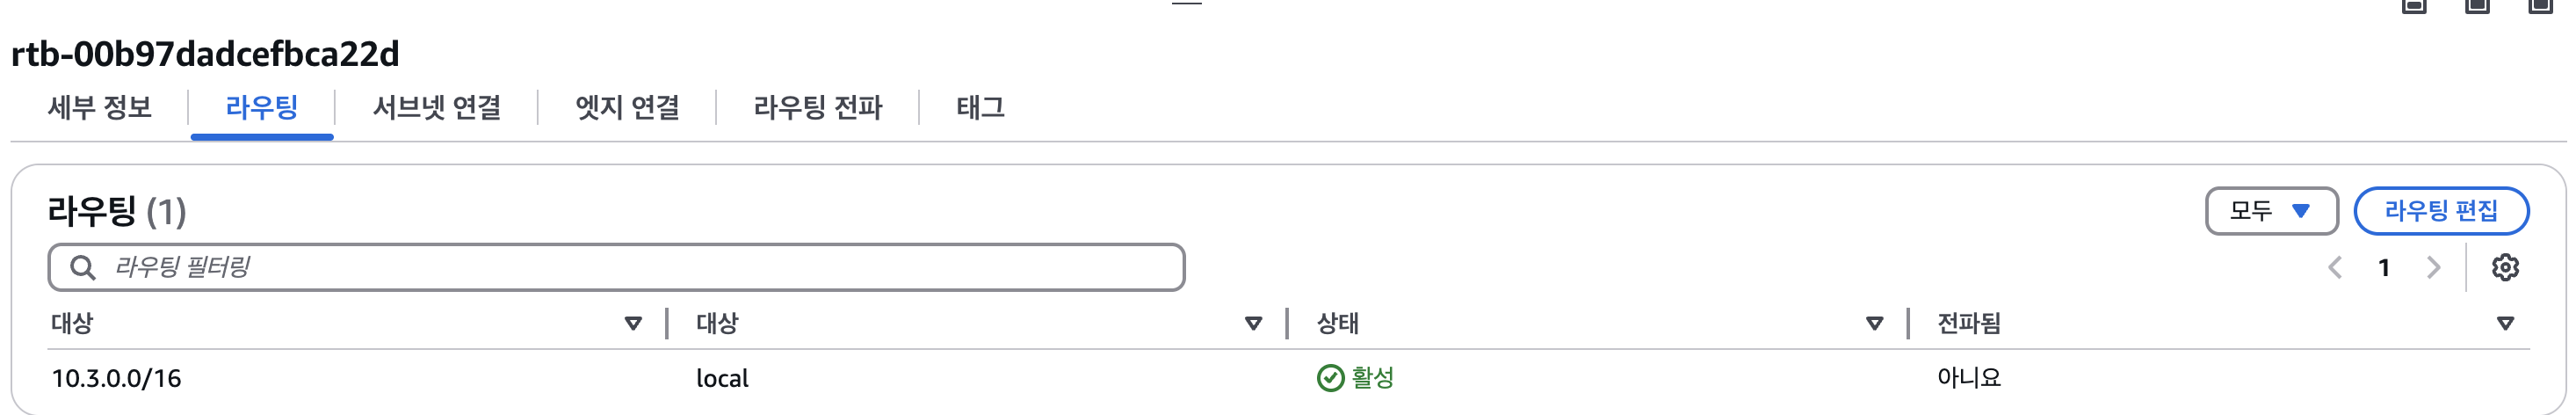 rtb-00b97dadcefbca22d
세부 정보 라우팅 서브넷 연결 엣지 연결 라우팅 전파 태그
라우팅 (1) 모두 라우팅 편집
라우팅 필터링 1
대상 대상 상태 전파됨
10.3.0.0/16 local 활성 아니요